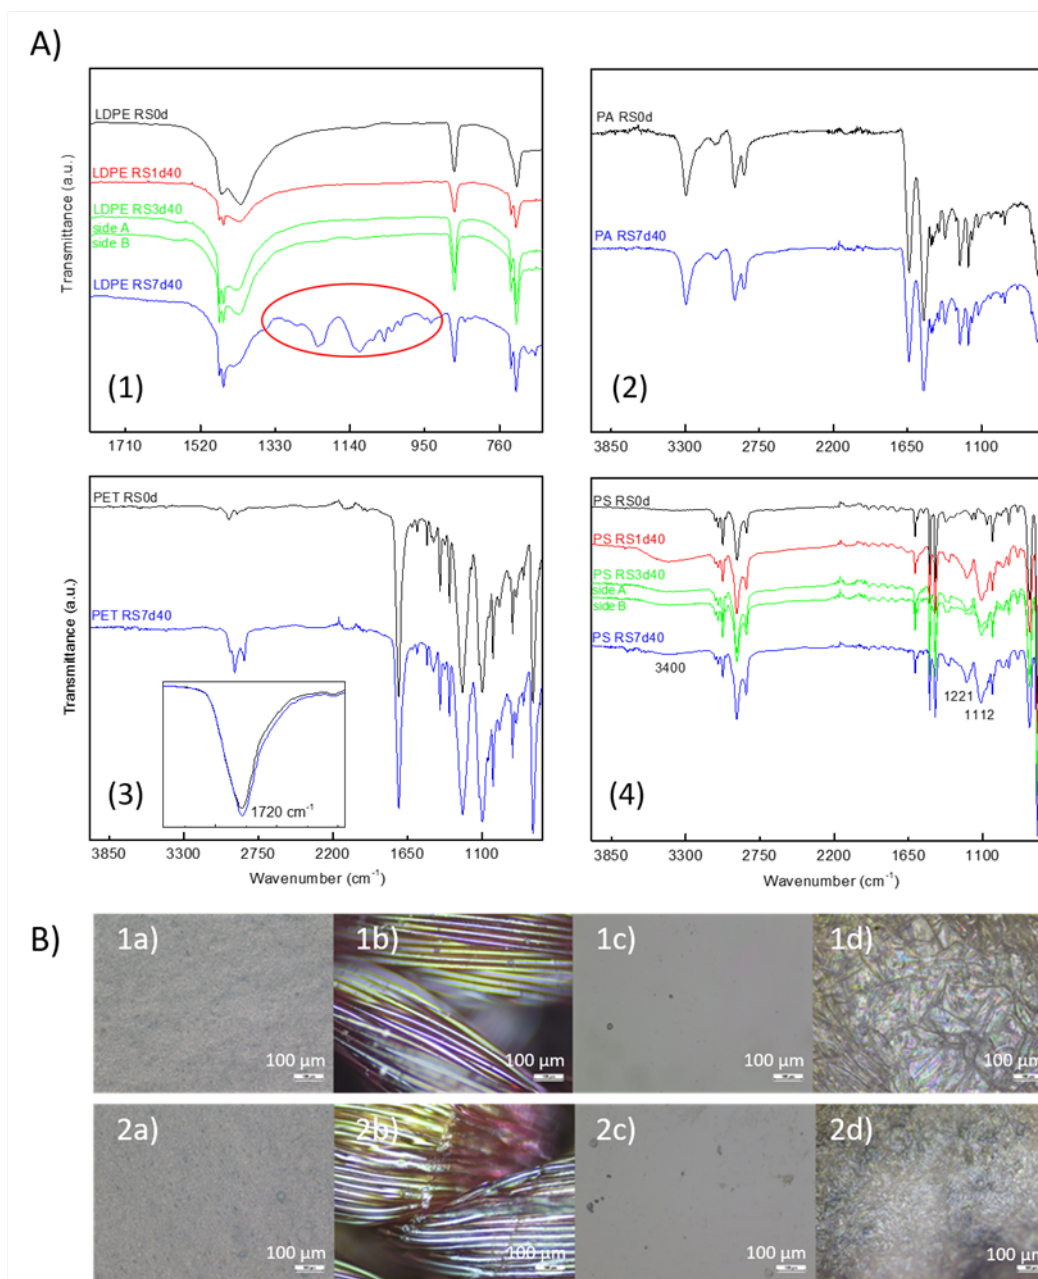 A)
LDPE RS0d
LDPE RS1d40
LDPE RS3d40
side A
side B
LDPE RS7d40
(1)
Transmittance (a.u.)
1710 1520 1330 1140 950 760
PA RS0d
PA RS7d40
(2)
3850 3300 2750 2200 1650 1100
PET RS0d
PET RS7d40
1720 cm-1
(3)
Transmittance (a.u.)
3850 3300 2750 2200 1650 1100
Wavenumber (cm-1)
PS RS0d
PS RS1d40
PS RS3d40
side A
side B
PS RS7d40
3400
1221
1112
(4)
3850 3300 2750 2200 1650 1100
Wavenumber (cm-1)
B)
1a) 1b) 1c) 1d)
100 µm 100 µm 100 µm 100 µm
2a) 2b) 2c) 2d)
100 µm 100 µm 100 µm 100 µm